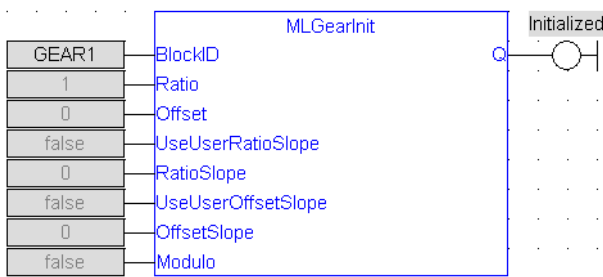 MLGearInit
Initialized
GEAR1 BlockID Q
1 Ratio
0 Offset
false UseUserRatioSlope
0 RatioSlope
false UseUserOffsetSlope
0 OffsetSlope
false Modulo